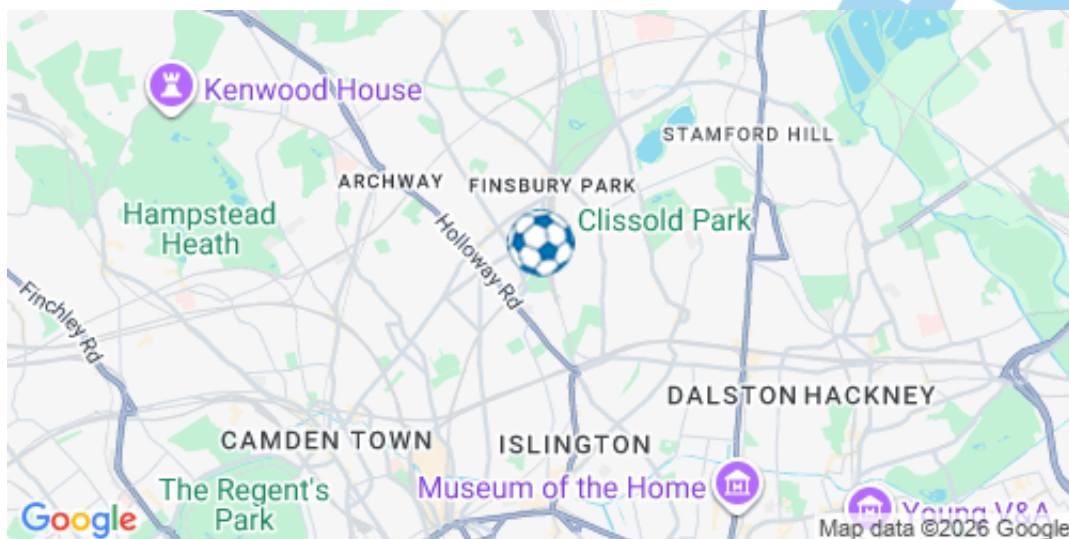 Kenwood House
STAMFORD HILL
ARCHWAY
FINSBURY PARK
Hampstead
Heath
Clissold Park
Holloway Rd
Finchley Rd
DALSTON
HACKNEY
CAMDEN TOWN
ISLINGTON
The Regent's
Park
Museum of the Home
Young V&A
Google
Map data ©2026 Google